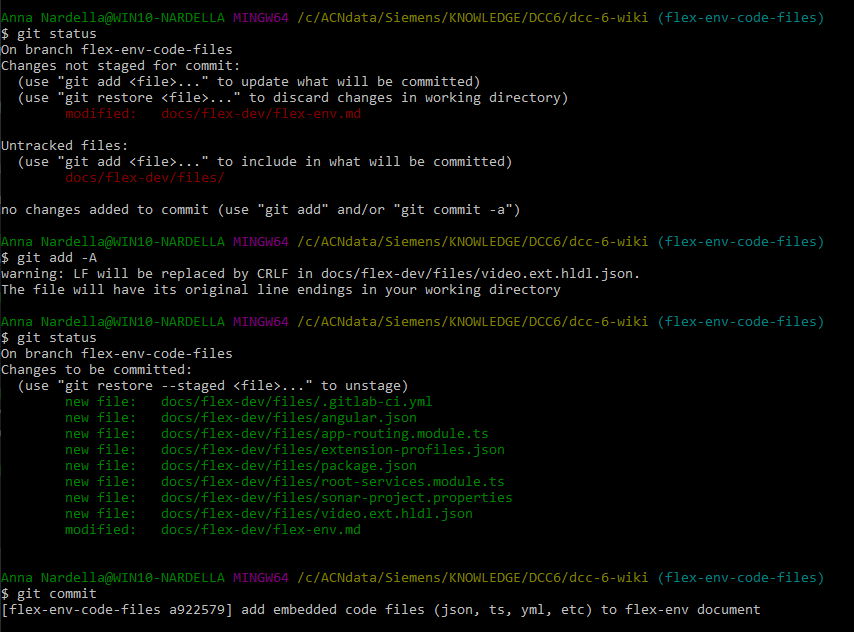 Anna Nardella@WIN10-NARDELLA MINGW64 /c/ACNdata/Siemens/KNOWLEDGE/DCC6/dcc-6-wiki (flex-env-code-files)
$ git status
On branch flex-env-code-files
Changes not staged for commit:
  (use "git add <file>..." to update what will be committed)
  (use "git restore <file>..." to discard changes in working directory)
        modified:   docs/flex-dev/flex-env.md

Untracked files:
  (use "git add <file>..." to include in what will be committed)
        docs/flex-dev/files/

no changes added to commit (use "git add" and/or "git commit -a")

Anna Nardella@WIN10-NARDELLA MINGW64 /c/ACNdata/Siemens/KNOWLEDGE/DCC6/dcc-6-wiki (flex-env-code-files)
$ git add -A
warning: LF will be replaced by CRLF in docs/flex-dev/files/video.ext.hldl.json.
The file will have its original line endings in your working directory

Anna Nardella@WIN10-NARDELLA MINGW64 /c/ACNdata/Siemens/KNOWLEDGE/DCC6/dcc-6-wiki (flex-env-code-files)
$ git status
On branch flex-env-code-files
Changes to be committed:
  (use "git restore --staged <file>..." to unstage)
        new file:   docs/flex-dev/files/.gitlab-ci.yml
        new file:   docs/flex-dev/files/angular.json
        new file:   docs/flex-dev/files/app-routing.module.ts
        new file:   docs/flex-dev/files/extension-profiles.json
        new file:   docs/flex-dev/files/package.json
        new file:   docs/flex-dev/files/root-services.module.ts
        new file:   docs/flex-dev/files/sonar-project.properties
        new file:   docs/flex-dev/files/video.ext.hldl.json
        modified:   docs/flex-dev/flex-env.md

Anna Nardella@WIN10-NARDELLA MINGW64 /c/ACNdata/Siemens/KNOWLEDGE/DCC6/dcc-6-wiki (flex-env-code-files)
$ git commit
[flex-env-code-files a922579] add embedded code files (json, ts, yml, etc) to flex-env document